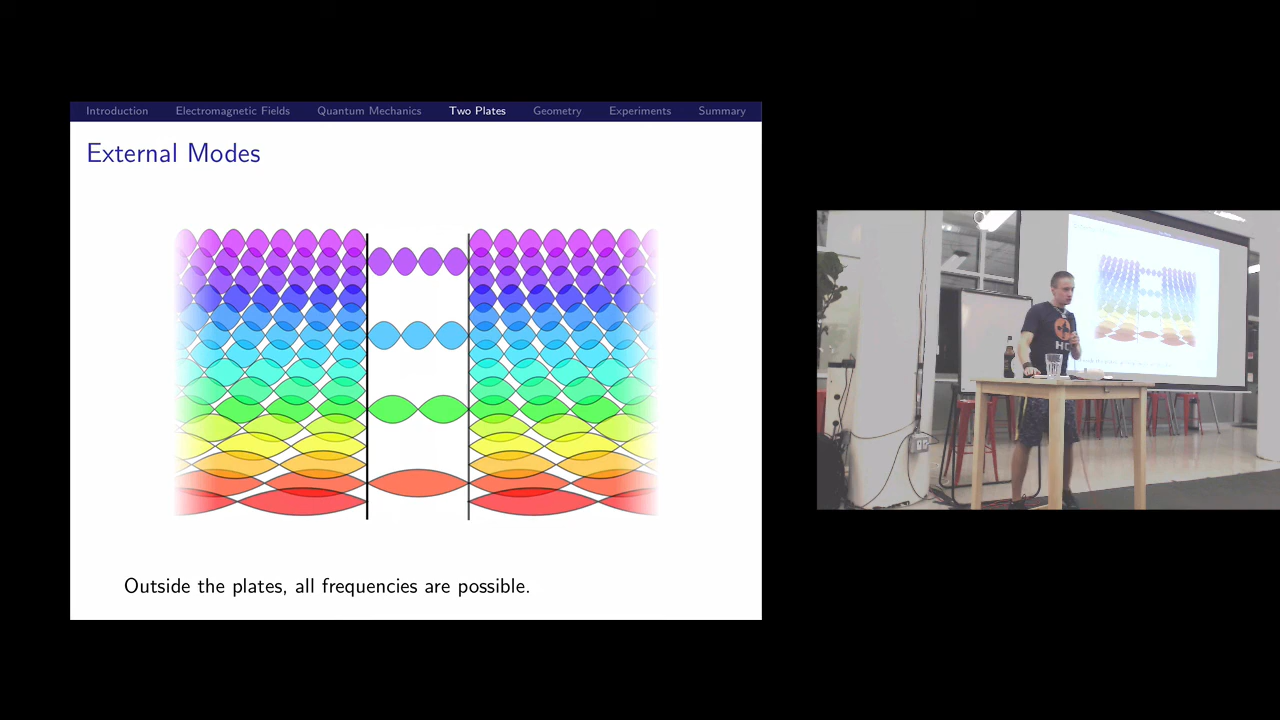 Introduction Electromagnetic Fields Quantum Mechanics Two Plates Geometry Experiments Summary
External Modes
Outside the plates, all frequencies are possible.